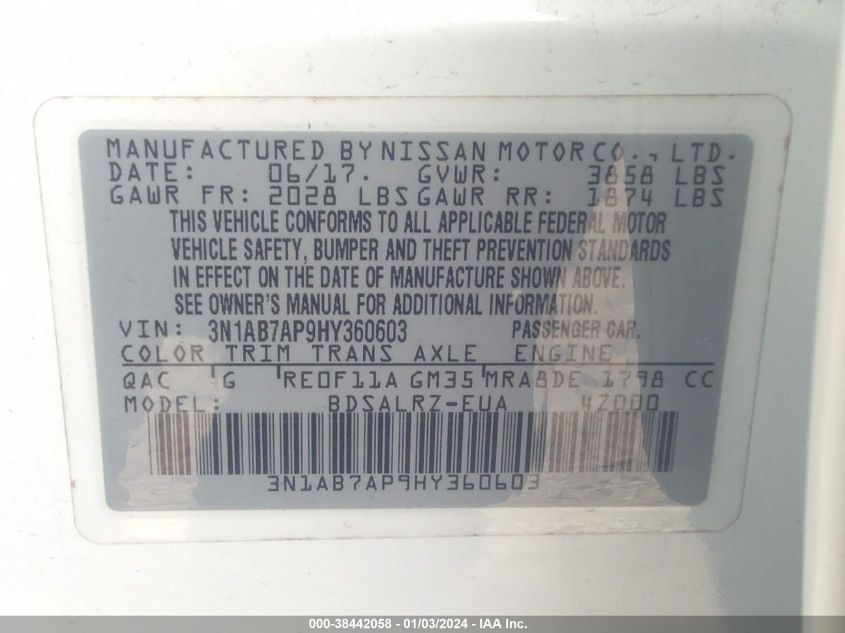 MANUFACTURED BY NISSAN MOTOR CO., LTD.
DATE: 06/17. GVWR: 3858 LBS
GAWR FR: 2028 LBS GAWR RR: 1874 LBS
THIS VEHICLE CONFORMS TO ALL APPLICABLE FEDERAL MOTOR
VEHICLE SAFETY, BUMPER AND THEFT PREVENTION STANDARDS
IN EFFECT ON THE DATE OF MANUFACTURE SHOWN ABOVE.
SEE OWNER'S MANUAL FOR ADDITIONAL INFORMATION.
VIN: 3N1AB7AP9HY360603 PASSENGER CAR.
COLOR TRIM TRANS AXLE ENGINE
QAC G RE0F11A GM35 MRA8DE 1798 CC
MODEL: BDSALRZ-EUA 4Z000
3N1AB7AP9HY360603
000-38442058 - 01/03/2024 - IAA Inc.